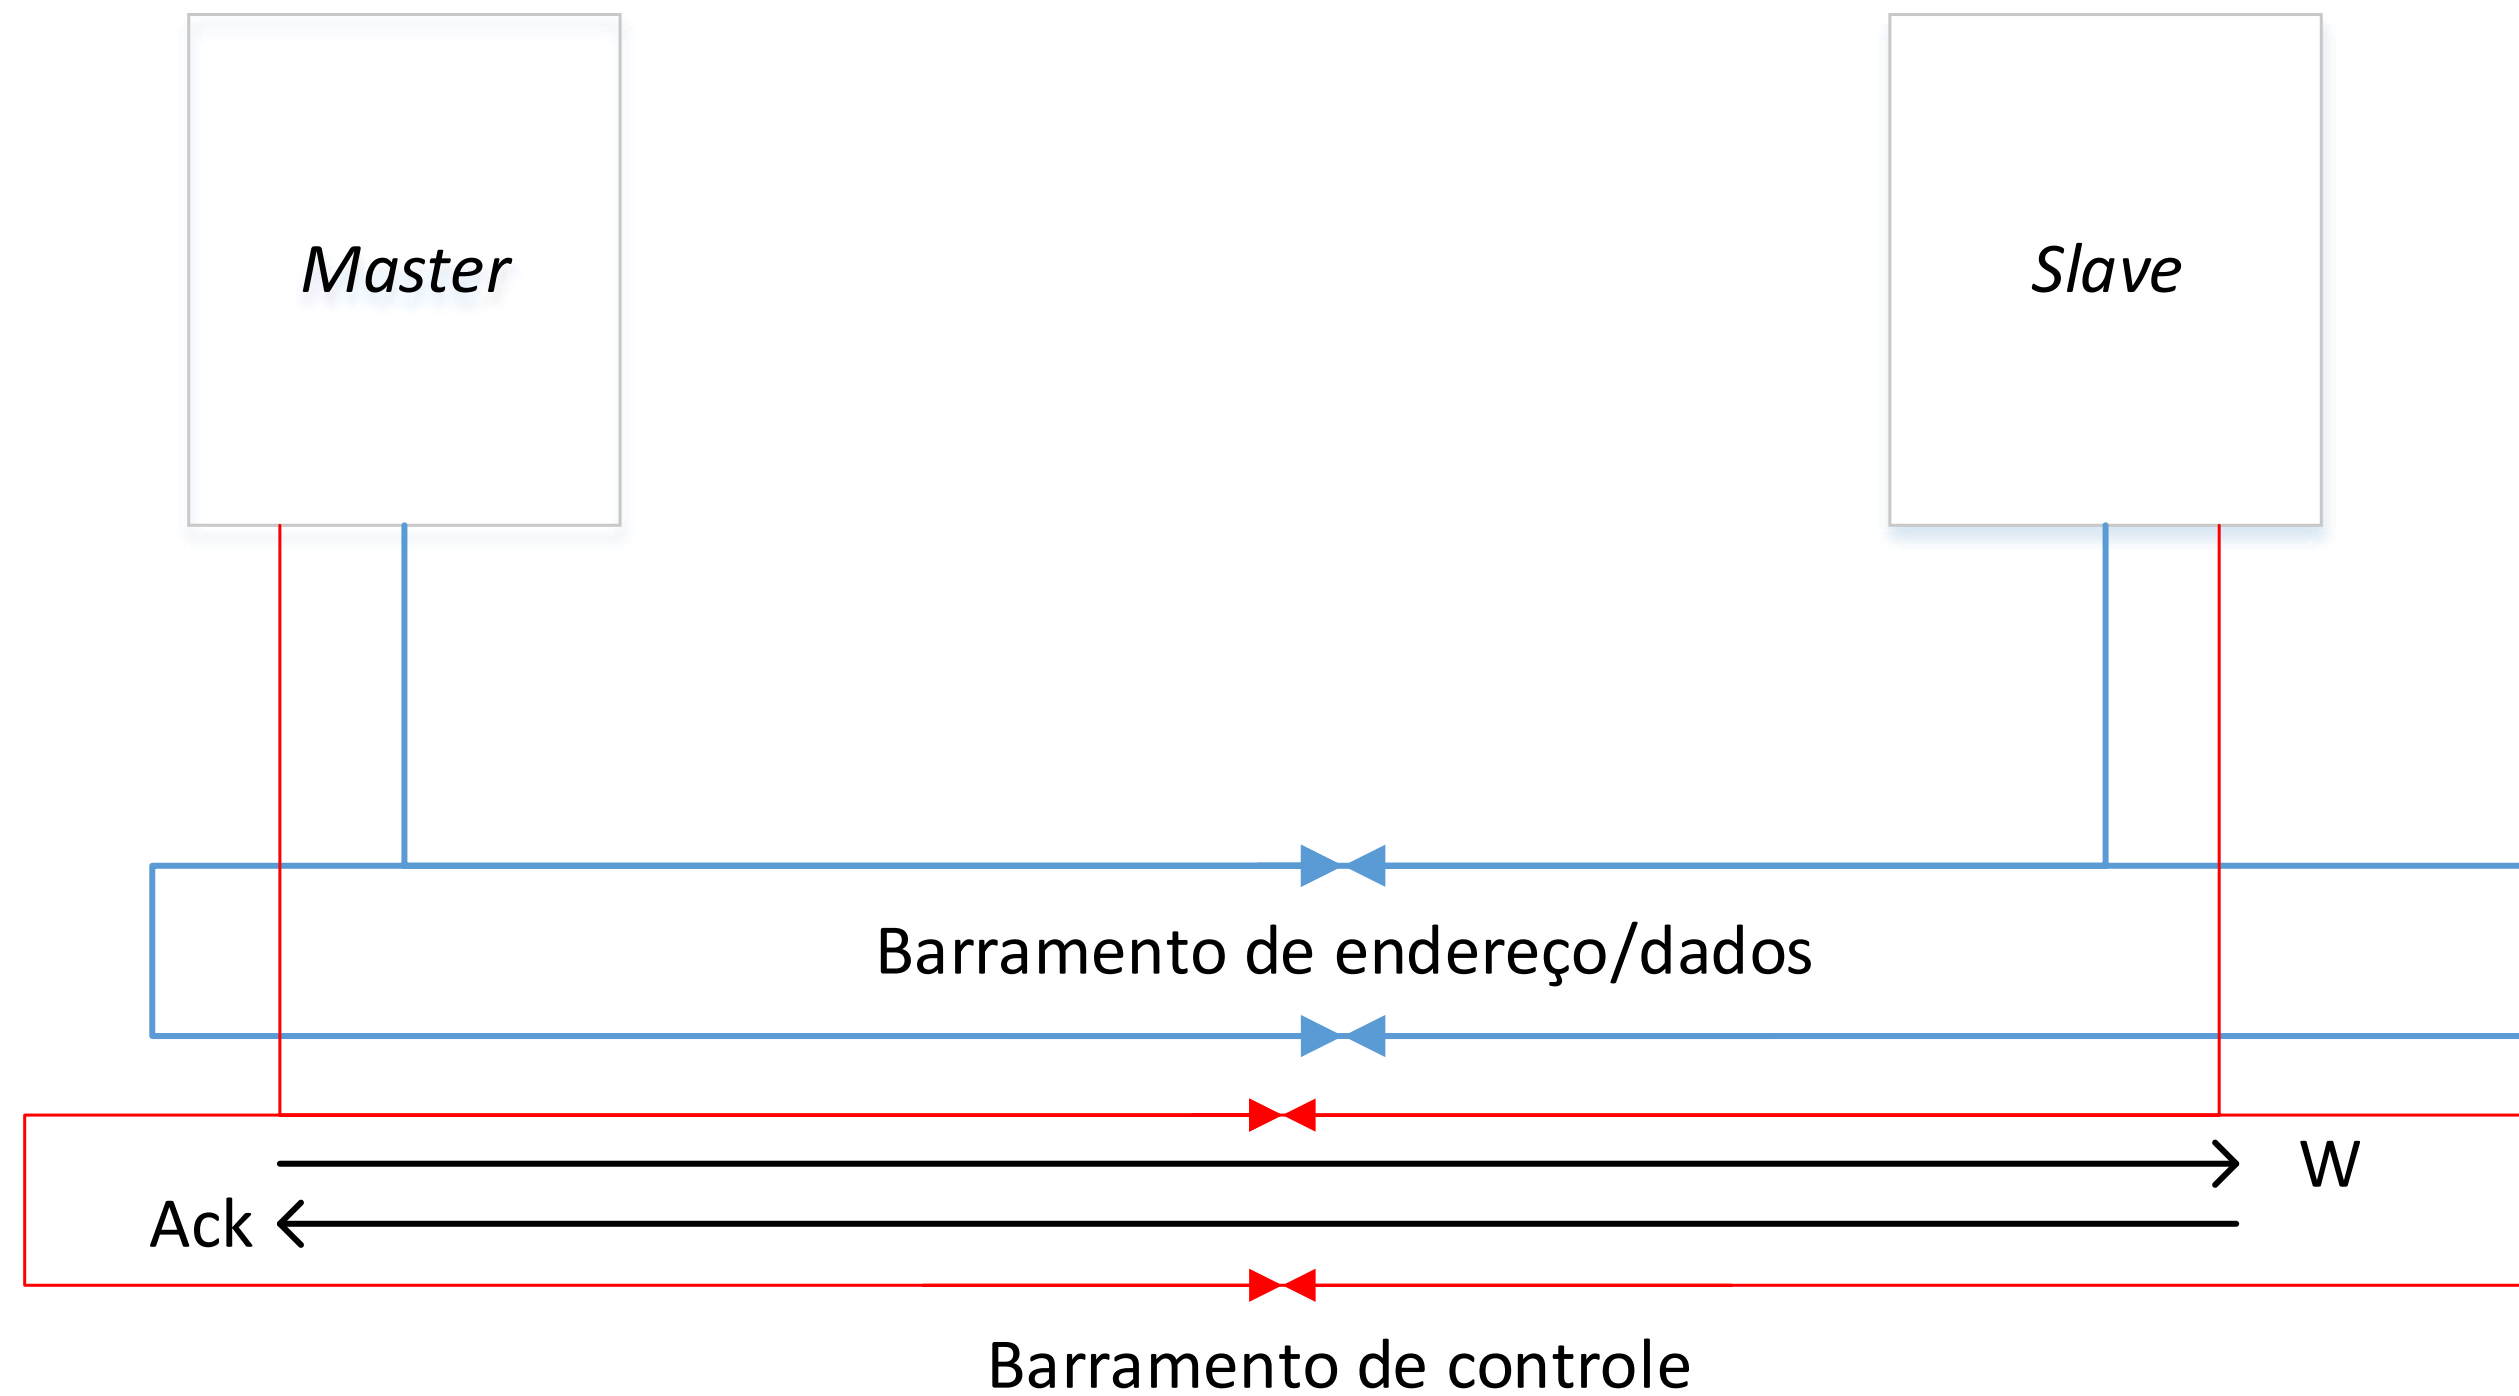 Master
Slave
Barramento de endereço/dados
W
Ack
Barramento de controle